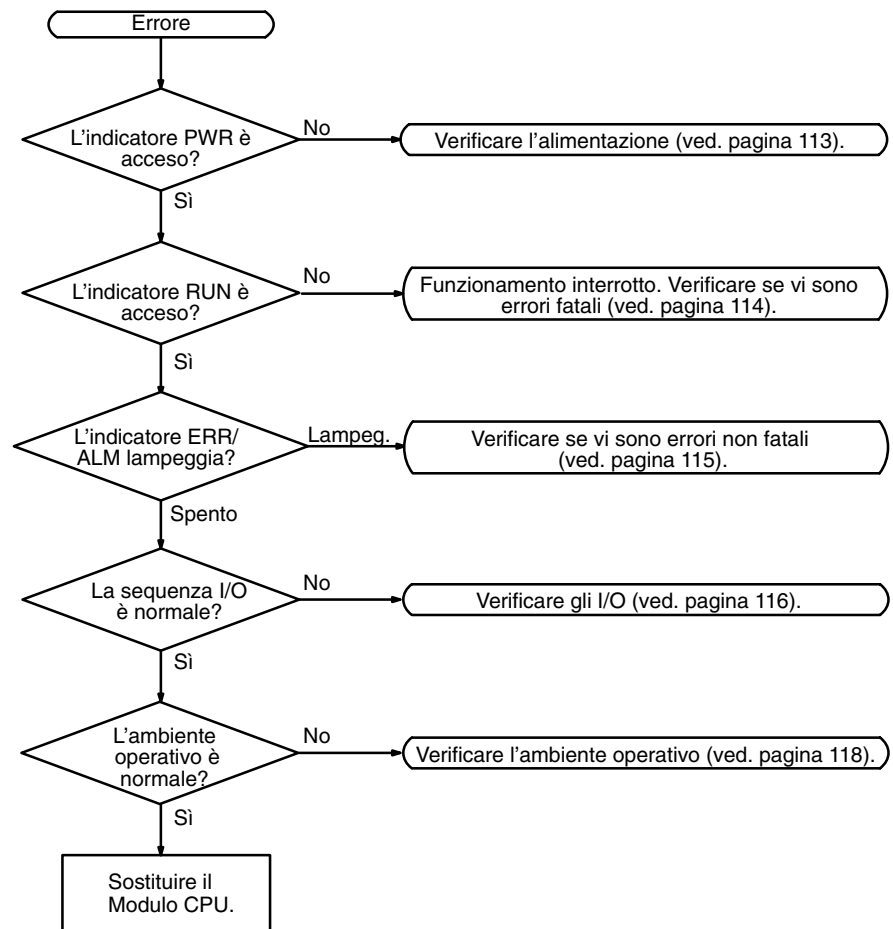 Errore
L'indicatore PWR è
acceso?
No
Verificare l'alimentazione (ved. pagina 113).
Sì
L'indicatore RUN è
acceso?
No
Funzionamento interrotto. Verificare se vi sono
errori fatali (ved. pagina 114).
Sì
L'indicatore ERR/
ALM lampeggia?
Lampeg.
Verificare se vi sono errori non fatali
(ved. pagina 115).
Spento
La sequenza I/O
è normale?
No
Verificare gli I/O (ved. pagina 116).
Sì
L'ambiente
operativo è
normale?
No
Verificare l'ambiente operativo (ved. pagina 118).
Sì
Sostituire il
Modulo CPU.